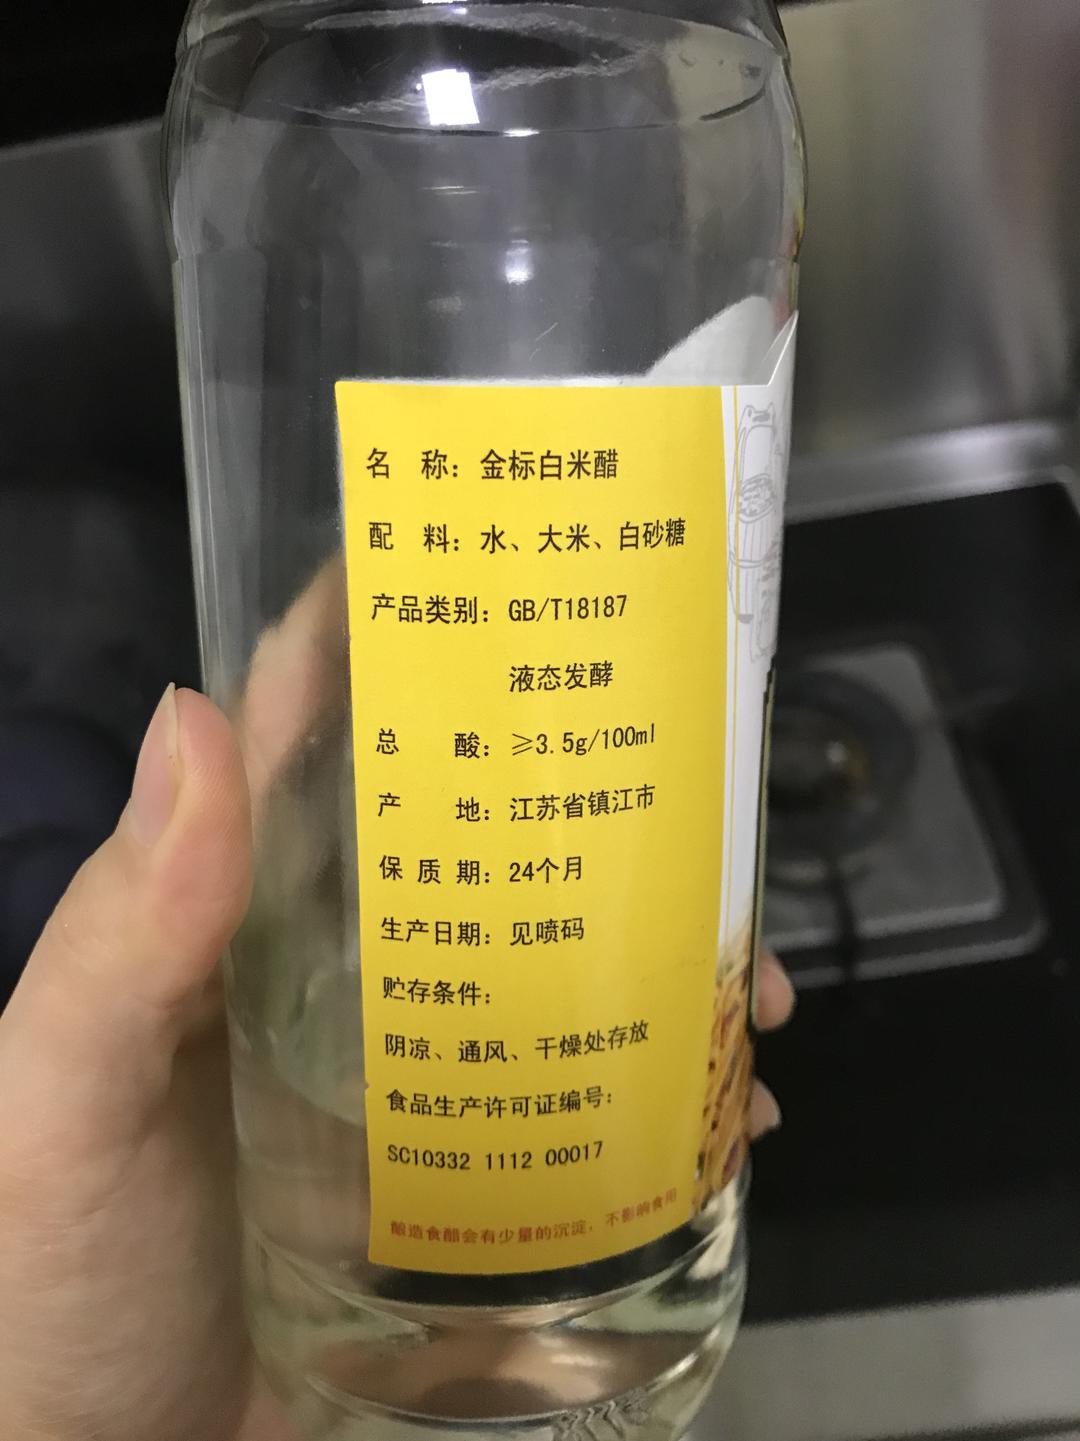 名 称：金标白米醋
配 料：水、大米、白砂糖
产品类别：GB/T18187
液态发酵
总 酸：≥3.5g/100ml
产 地：江苏省镇江市
保 质 期：24个月
生产日期：见喷码
贮存条件：
阴凉、通风、干燥处存放
食品生产许可证编号：
SC10332 1112 00017
酿造食醋会有少量的沉淀，不影响食用